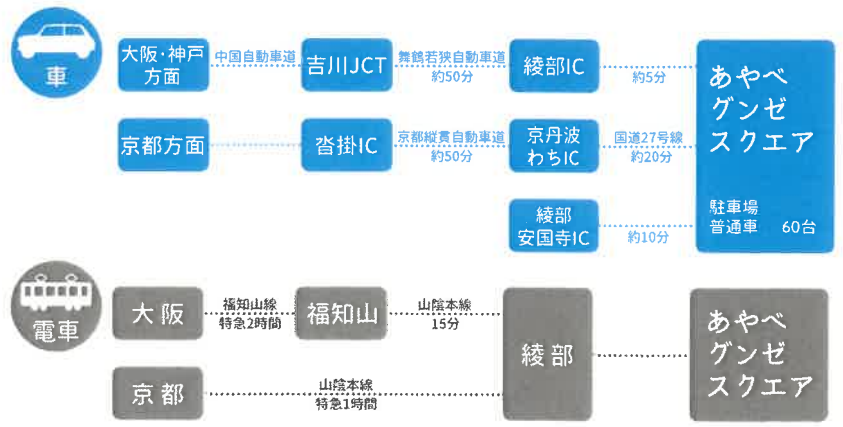 車
大阪・神戸
方面
中国自動車道
吉川JCT
舞鶴若狭自動車道
約50分
綾部IC
約5分
あやべ
グンゼ
スクエア
京都方面
沓掛IC
京都縦貫自動車道
約50分
京丹波
わちIC
国道27号線
約20分
綾部
安国寺IC
約10分
駐車場
普通車 60台
電車
大阪
福知山線
特急2時間
福知山
山陰本線
15分
綾部
あやべ
グンゼ
スクエア
京都
山陰本線
特急1時間